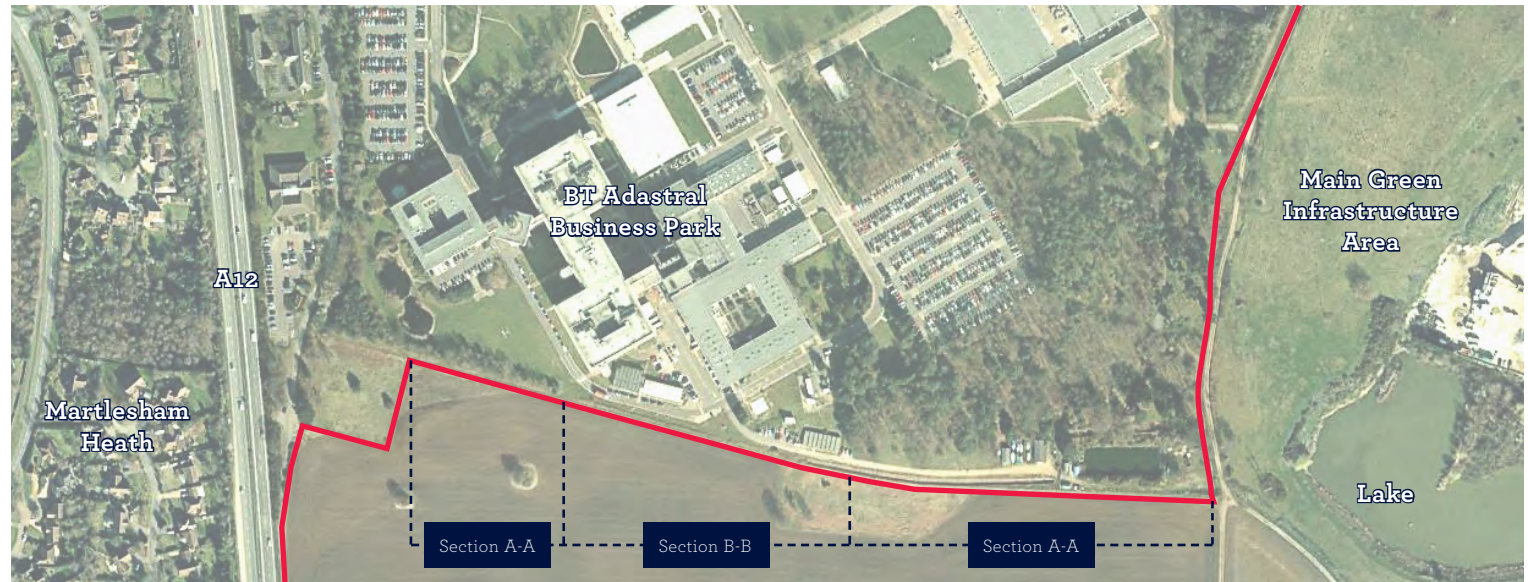 BT Adastral
Business Park
Main Green
Infrastructure
Area
A12
Martlesham
Heath
Lake
Section A-A
Section B-B
Section A-A